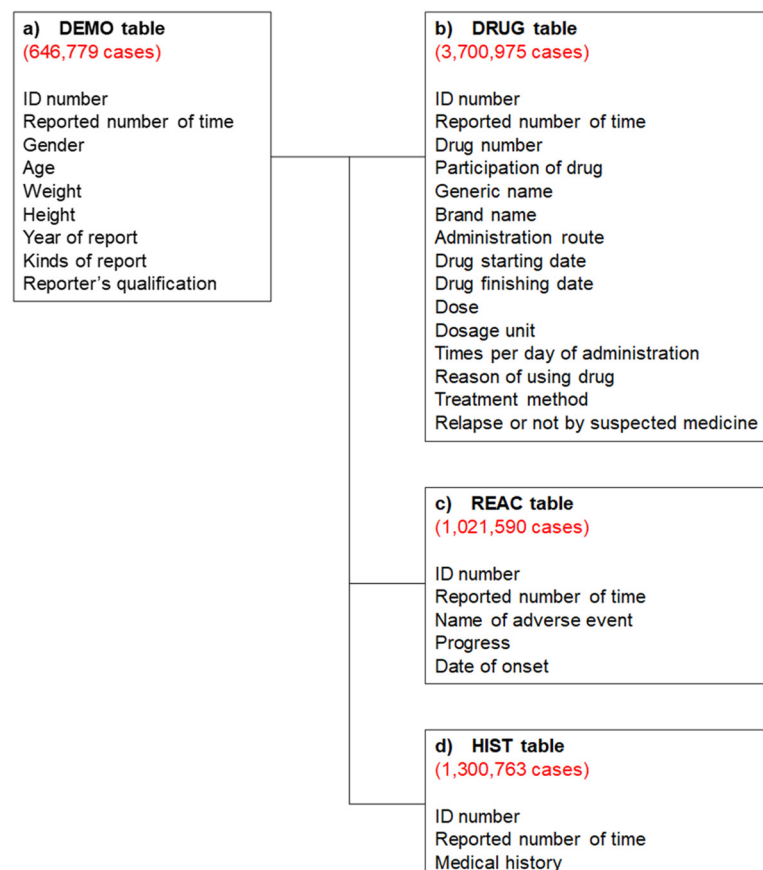 a) DEMO table
(646,779 cases)
ID number
Reported number of time
Gender
Age
Weight
Height
Year of report
Kinds of report
Reporter's qualification
b) DRUG table
(3,700,975 cases)
ID number
Reported number of time
Drug number
Participation of drug
Generic name
Brand name
Administration route
Drug starting date
Drug finishing date
Dose
Dosage unit
Times per day of administration
Reason of using drug
Treatment method
Relapse or not by suspected medicine
c) REAC table
(1,021,590 cases)
ID number
Reported number of time
Name of adverse event
Progress
Date of onset
d) HIST table
(1,300,763 cases)
ID number
Reported number of time
Medical history